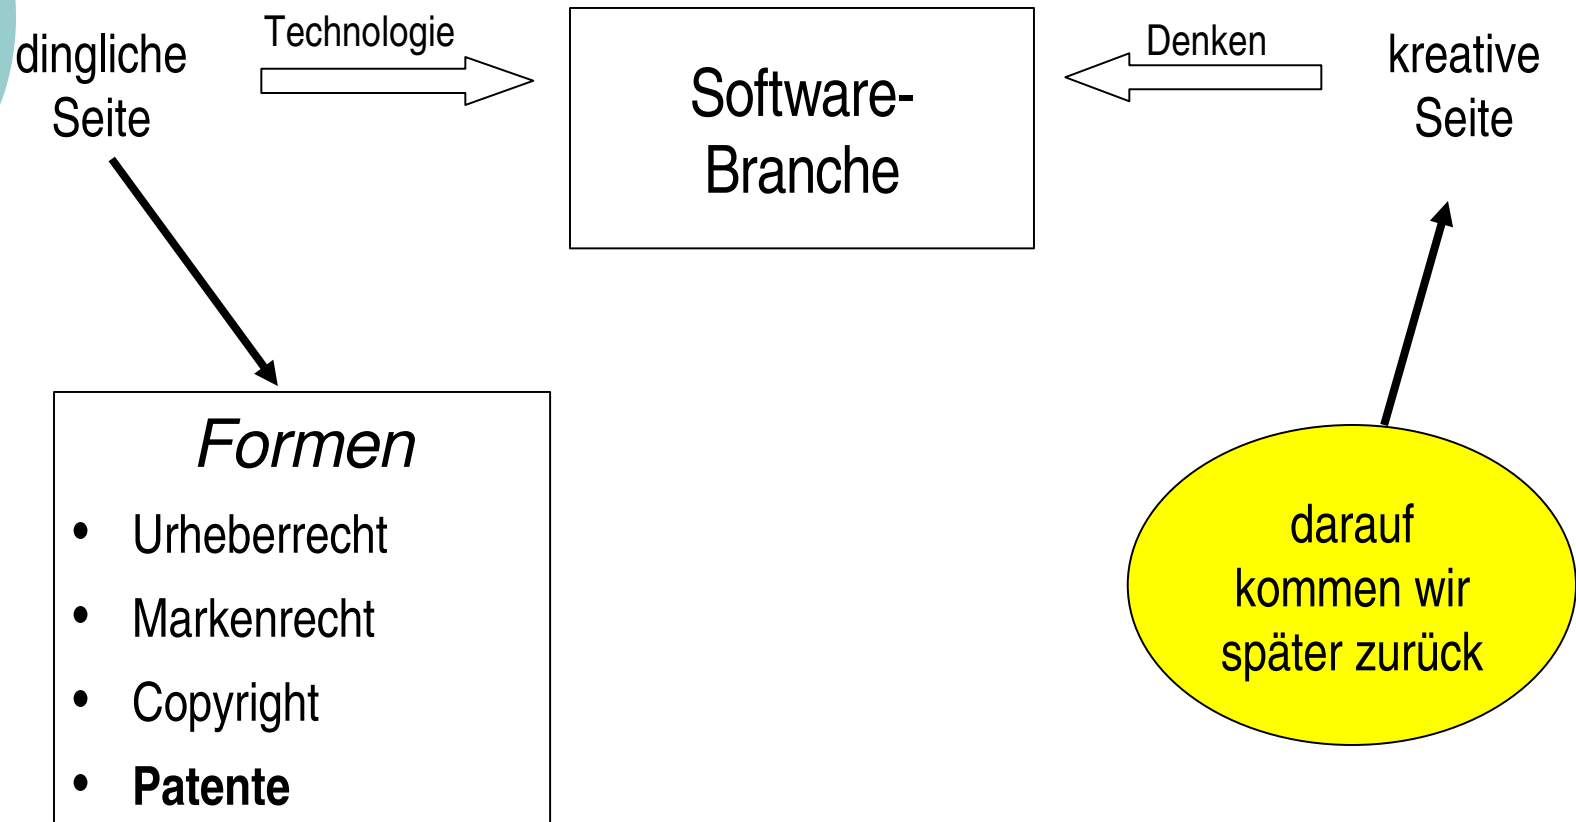 dingliche
Seite
Technologie
Software-
Branche
Denken
kreative
Seite
Formen
• Urheberrecht
• Markenrecht
• Copyright
• Patente
darauf
kommen wir
später zurück